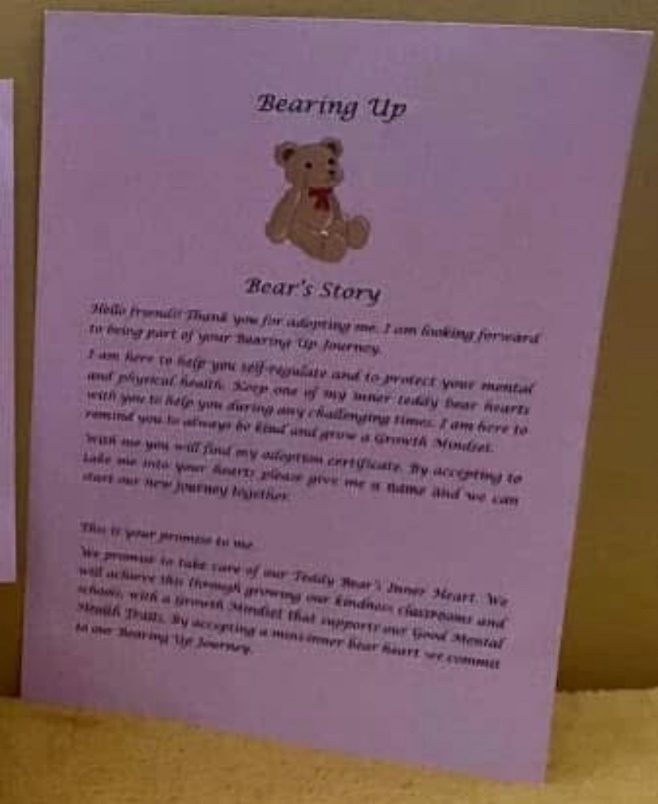 Bearing Up
Bear's Story
Hello friends! Thank you for adopting me. I am looking forward
to being part of your Bearing Up Journey.
I am here to help you self-regulate and to protect your mental
and physical health. Keep one of my inner teddy bear hearts
with you to help you during any challenging times. I am here to
remind you to always be kind and grow a Growth Mindset.
With me you will find my adoption certificate. By accepting to
take me into your hearts please give me a name and we can
start our new journey together.
This is your promise to me.
We promise to take care of our Teddy Bear's Inner Heart. We
will achieve this through growing our kindness classrooms and
school, with a Growth Mindset that supports our Good Mental
Health Traits. By accepting a mini inner bear heart we commit
to our Bearing Up Journey.